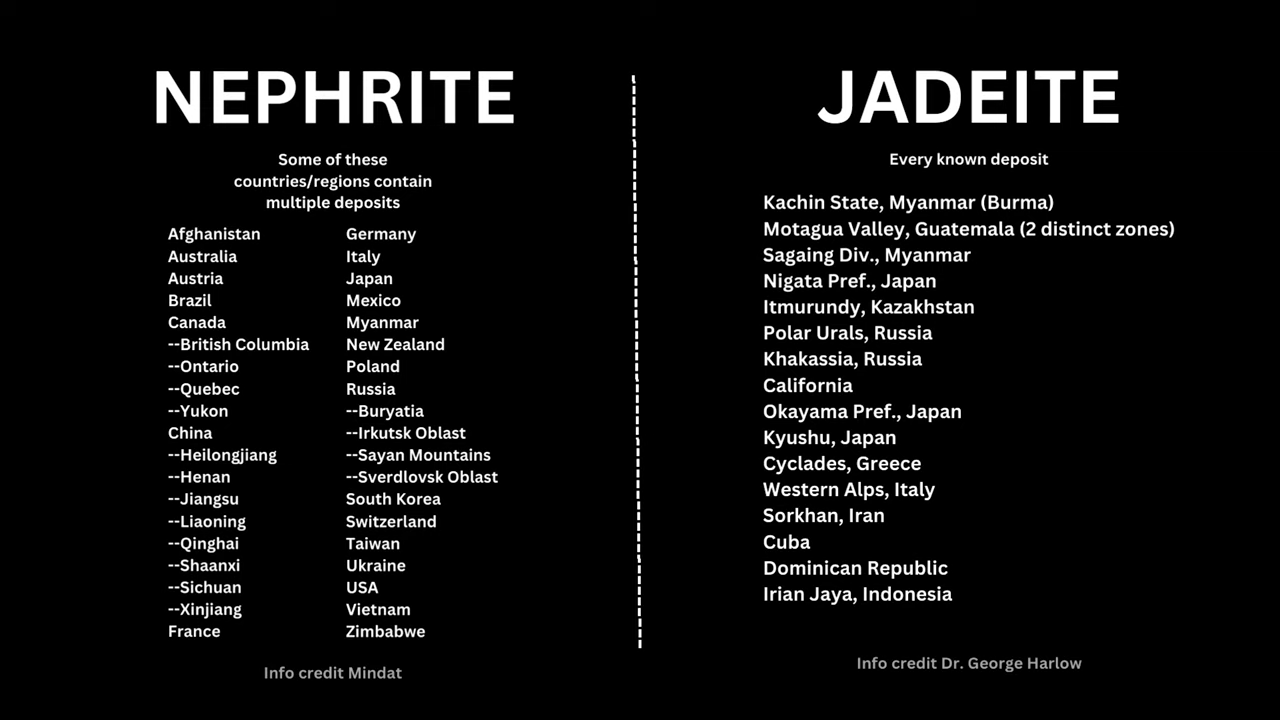 NEPHRITE
Some of these
countries/regions contain
multiple deposits
Afghanistan
Australia
Austria
Brazil
Canada
--British Columbia
--Ontario
--Quebec
--Yukon
China
--Heilongjiang
--Henan
--Jiangsu
--Liaoning
--Qinghai
--Shaanxi
--Sichuan
--Xinjiang
France
Germany
Italy
Japan
Mexico
Myanmar
New Zealand
Poland
Russia
--Buryatia
--Irkutsk Oblast
--Sayan Mountains
--Sverdlovsk Oblast
South Korea
Switzerland
Taiwan
Ukraine
USA
Vietnam
Zimbabwe
Info credit Mindat
JADEITE
Every known deposit
Kachin State, Myanmar (Burma)
Motagua Valley, Guatemala (2 distinct zones)
Sagaing Div., Myanmar
Nigata Pref., Japan
Itmurundy, Kazakhstan
Polar Urals, Russia
Khakassia, Russia
California
Okayama Pref., Japan
Kyushu, Japan
Cyclades, Greece
Western Alps, Italy
Sorkhan, Iran
Cuba
Dominican Republic
Irian Jaya, Indonesia
Info credit Dr. George Harlow